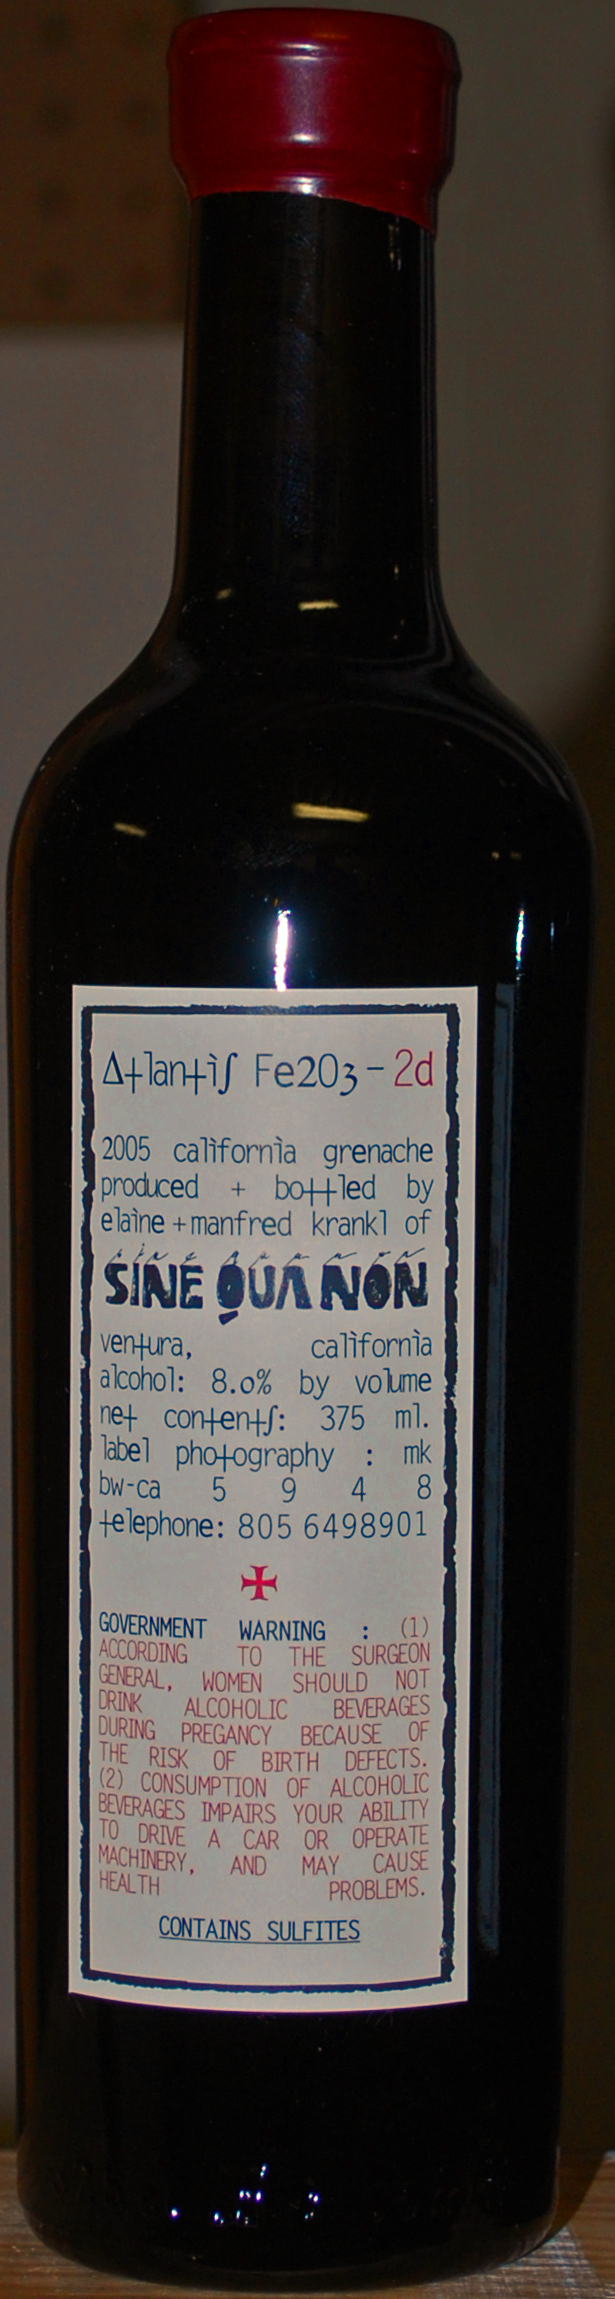 Atlantis Fe2O3 - 2d
2005 california grenache
produced + bottled by
elaine + manfred krankl of
SINE QUA NON
ventura, california
alcohol: 8.0% by volume
net contents: 375 ml.
label photography : mk
bw-ca 5 9 4 8
telephone: 805 6498901
GOVERNMENT WARNING : (1)
ACCORDING TO THE SURGEON
GENERAL, WOMEN SHOULD NOT
DRINK ALCOHOLIC BEVERAGES
DURING PREGANCY BECAUSE OF
THE RISK OF BIRTH DEFECTS.
(2) CONSUMPTION OF ALCOHOLIC
BEVERAGES IMPAIRS YOUR ABILITY
TO DRIVE A CAR OR OPERATE
MACHINERY, AND MAY CAUSE
HEALTH PROBLEMS.
CONTAINS SULFITES